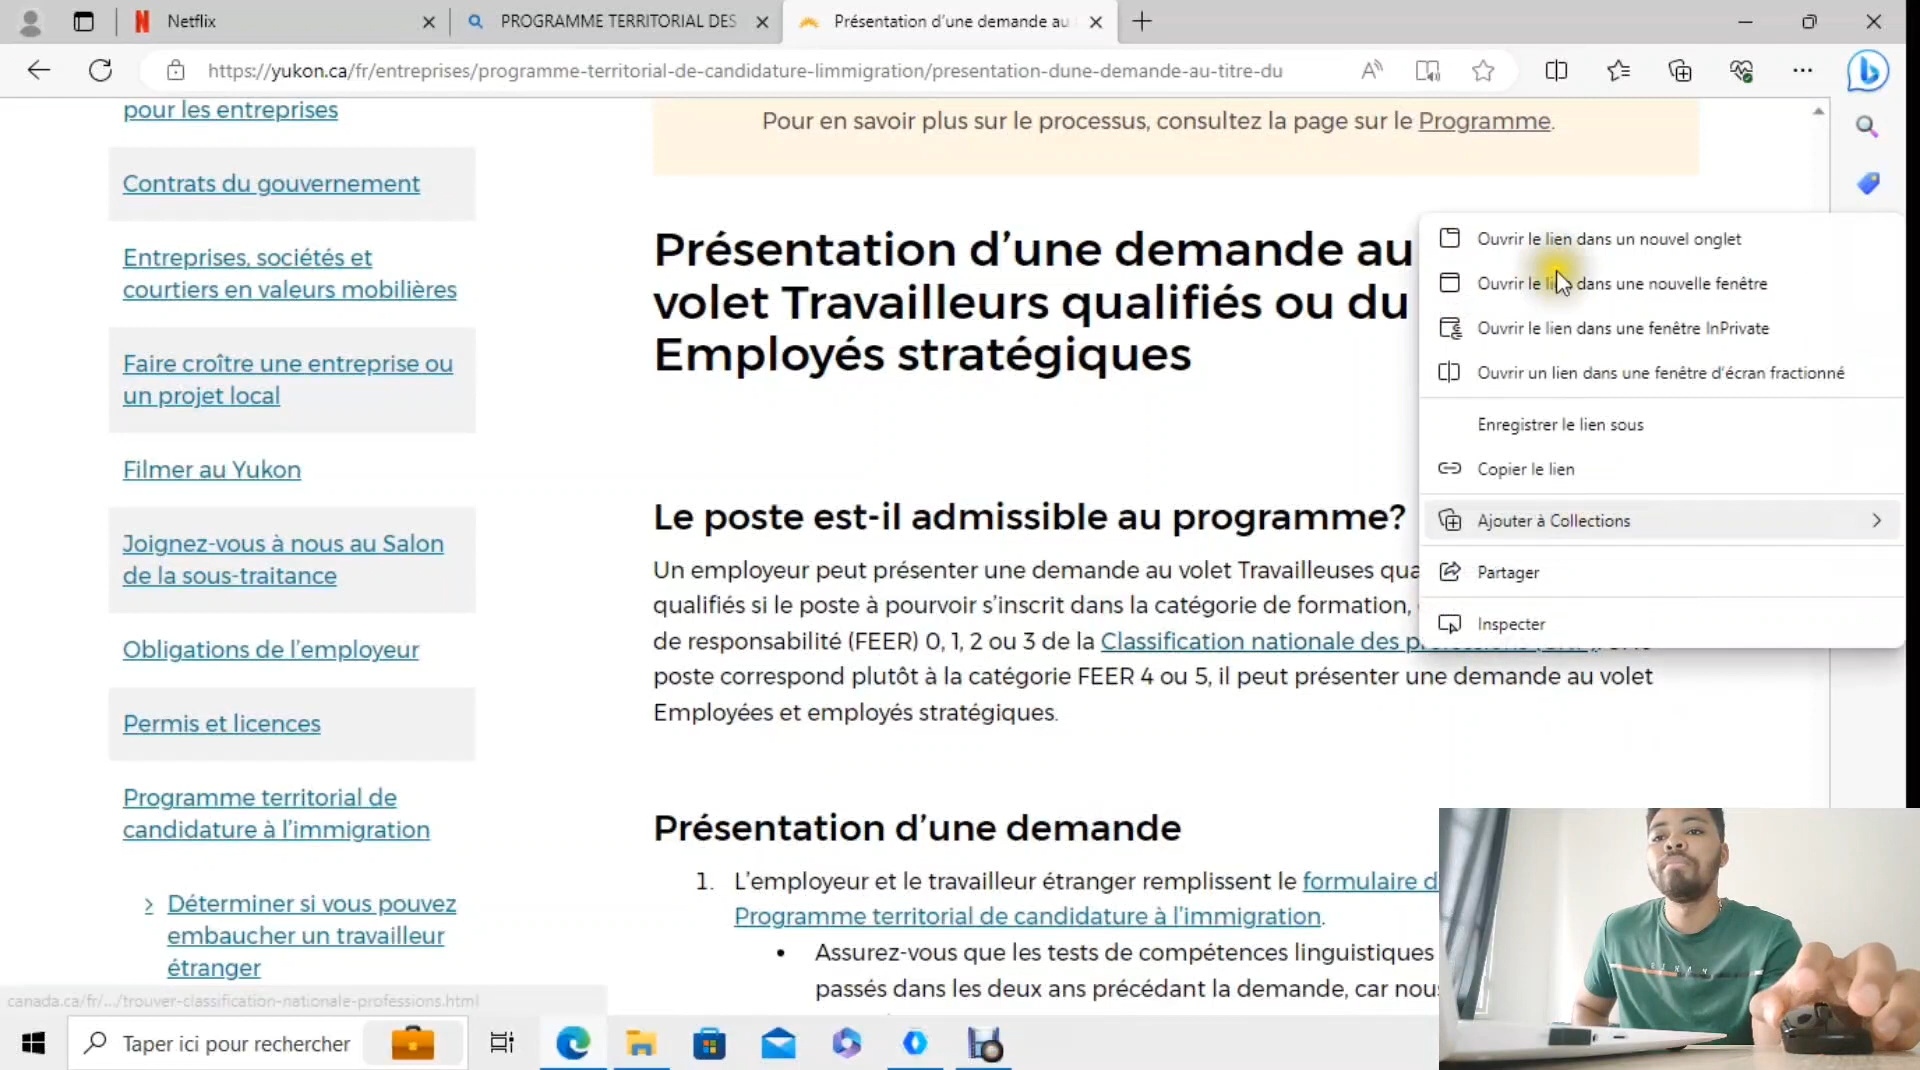 Netflix
PROGRAMME TERRITORIAL DES
Présentation d'une demande au
https://yukon.ca/fr/entreprises/programme-territorial-de-candidature-limmigration/presentation-dune-demande-au-titre-du
pour les entreprises
Contrats du gouvernement
Entreprises, sociétés et
courtiers en valeurs mobilières
Faire croître une entreprise ou
un projet local
Filmer au Yukon
Joignez-vous à nous au Salon
de la sous-traitance
Obligations de l'employeur
Permis et licences
Programme territorial de
candidature à l'immigration
> Déterminer si vous pouvez
embaucher un travailleur
étranger
canada.ca/fr/.../trouver-classification-nationale-professions.html
Pour en savoir plus sur le processus, consultez la page sur le Programme.
Présentation d'une demande au
volet Travailleurs qualifiés ou du
Employés stratégiques
Le poste est-il admissible au programme?
Un employeur peut présenter une demande au volet Travailleuses qua
qualifiés si le poste à pourvoir s'inscrit dans la catégorie de formation,
de responsabilité (FEER) 0, 1, 2 ou 3 de la Classification nationale des p
poste correspond plutôt à la catégorie FEER 4 ou 5, il peut présenter une demande au volet
Employées et employés stratégiques.
Présentation d'une demande
1. L'employeur et le travailleur étranger remplissent le formulaire d
Programme territorial de candidature à l'immigration.
• Assurez-vous que les tests de compétences linguistiques
passés dans les deux ans précédant la demande, car nous
Ouvrir le lien dans un nouvel onglet
Ouvrir le lien dans une nouvelle fenêtre
Ouvrir le lien dans une fenêtre InPrivate
Ouvrir un lien dans une fenêtre d'écran fractionné
Enregistrer le lien sous
Copier le lien
Ajouter à Collections
Partager
Inspecter
Taper ici pour rechercher